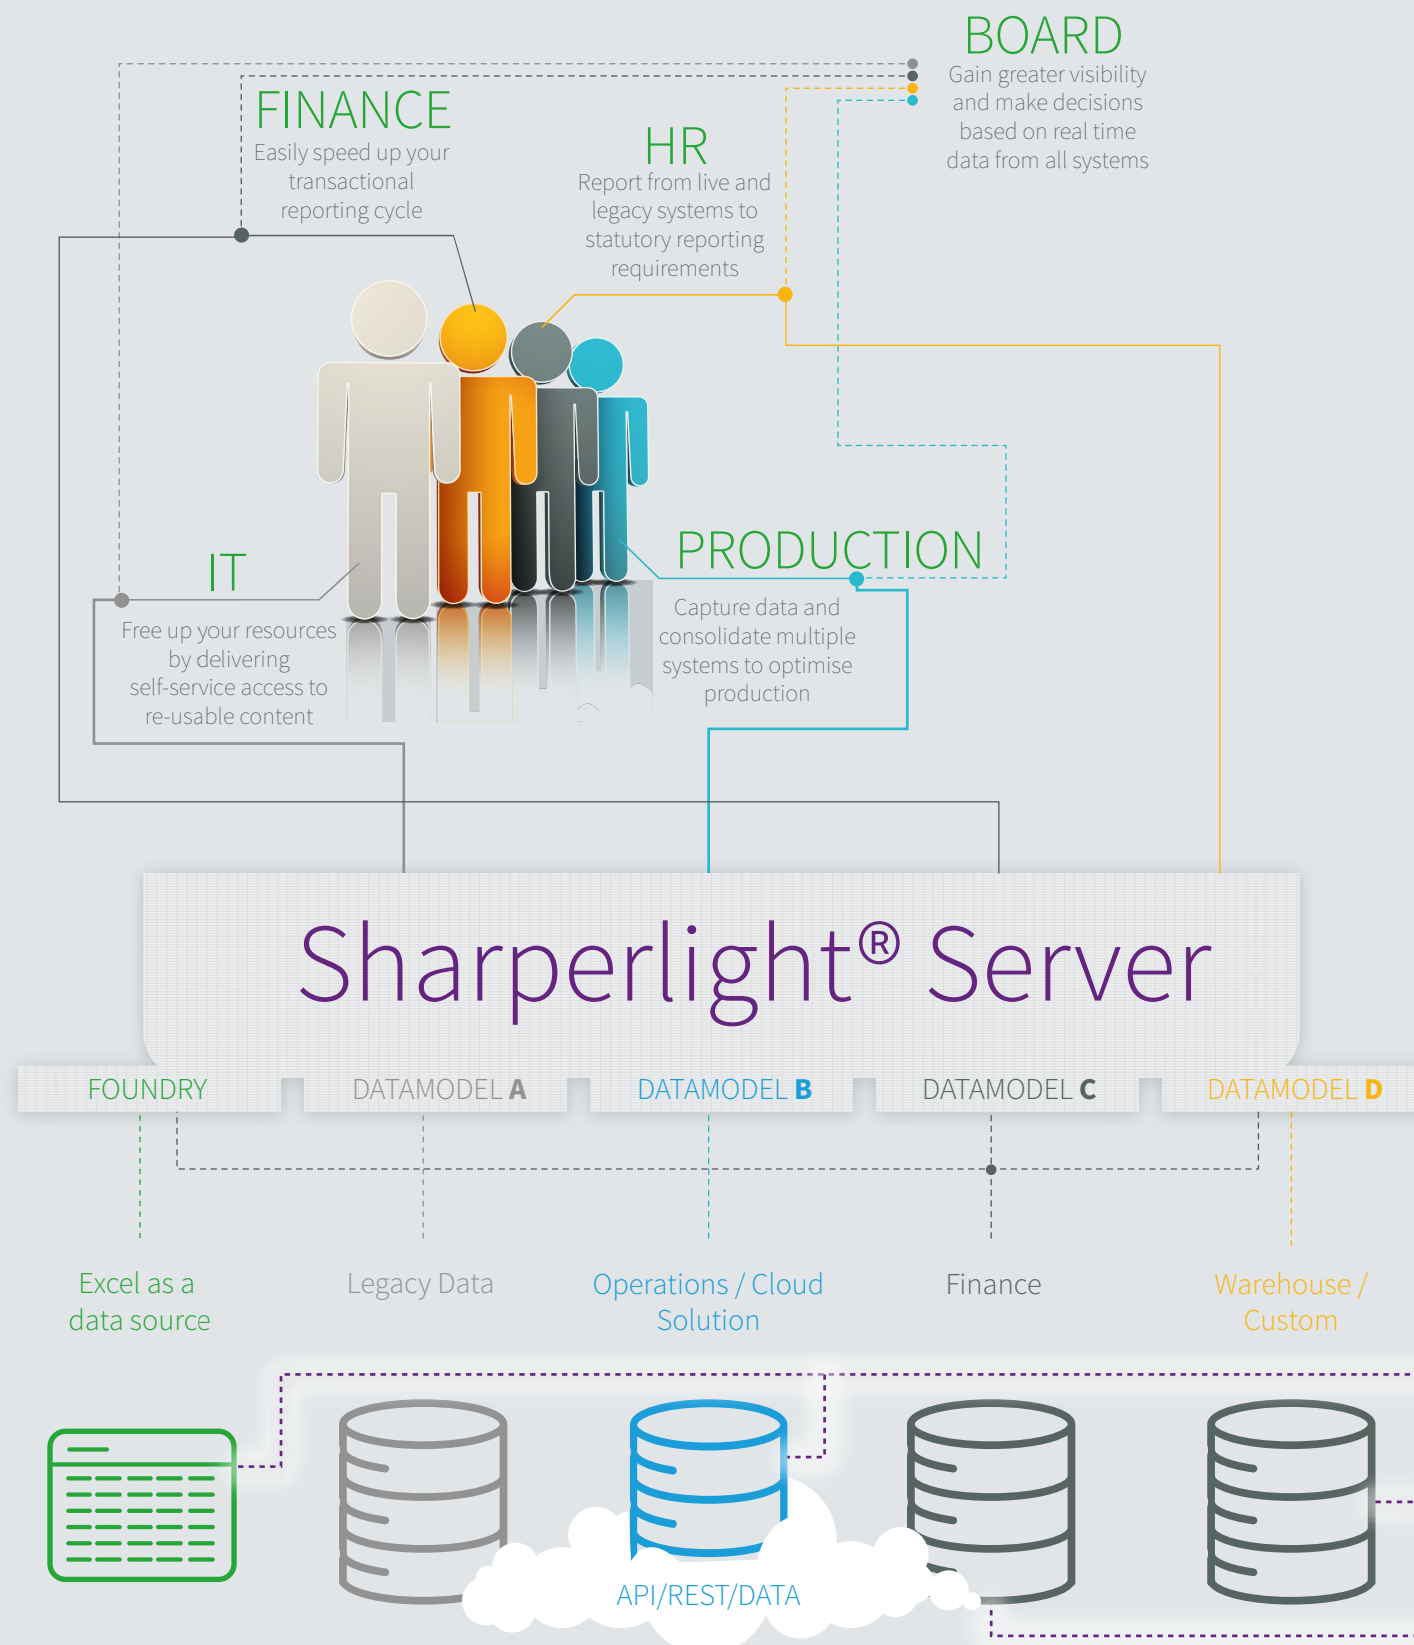 BOARD
Gain greater visibility
and make decisions
based on real time
data from all systems
FINANCE
Easily speed up your
transactional
reporting cycle
HR
Report from live and
legacy systems to
statutory reporting
requirements
IT
Free up your resources
by delivering
self-service access to
re-usable content
PRODUCTION
Capture data and
consolidate multiple
systems to optimise
production
Sharperlight® Server
FOUNDRY
DATAMODEL A
DATAMODEL B
DATAMODEL C
DATAMODEL D
Excel as a
data source
Legacy Data
Operations / Cloud
Solution
Finance
Warehouse /
Custom
API/REST/DATA